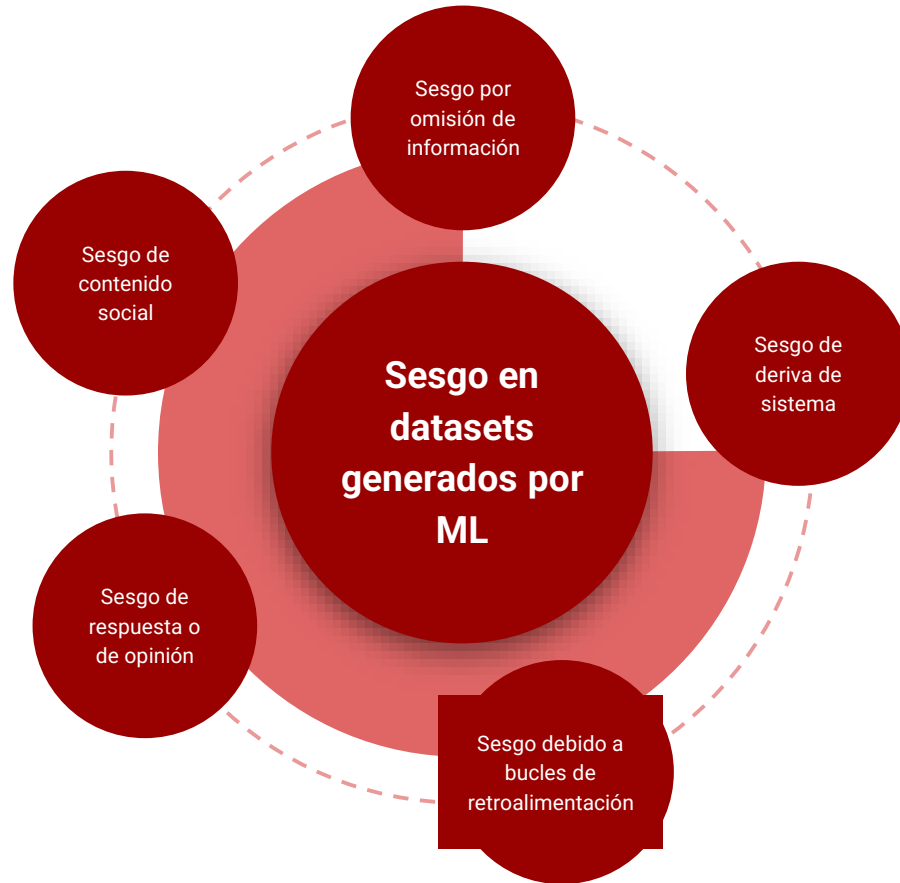 Sesgo por
omisión de
información
Sesgo de
contenido
social
Sesgo de
deriva de
sistema
Sesgo en
datasets
generados por
ML
Sesgo de
respuesta o
de opinión
Sesgo debido a
bucles de
retroalimentación